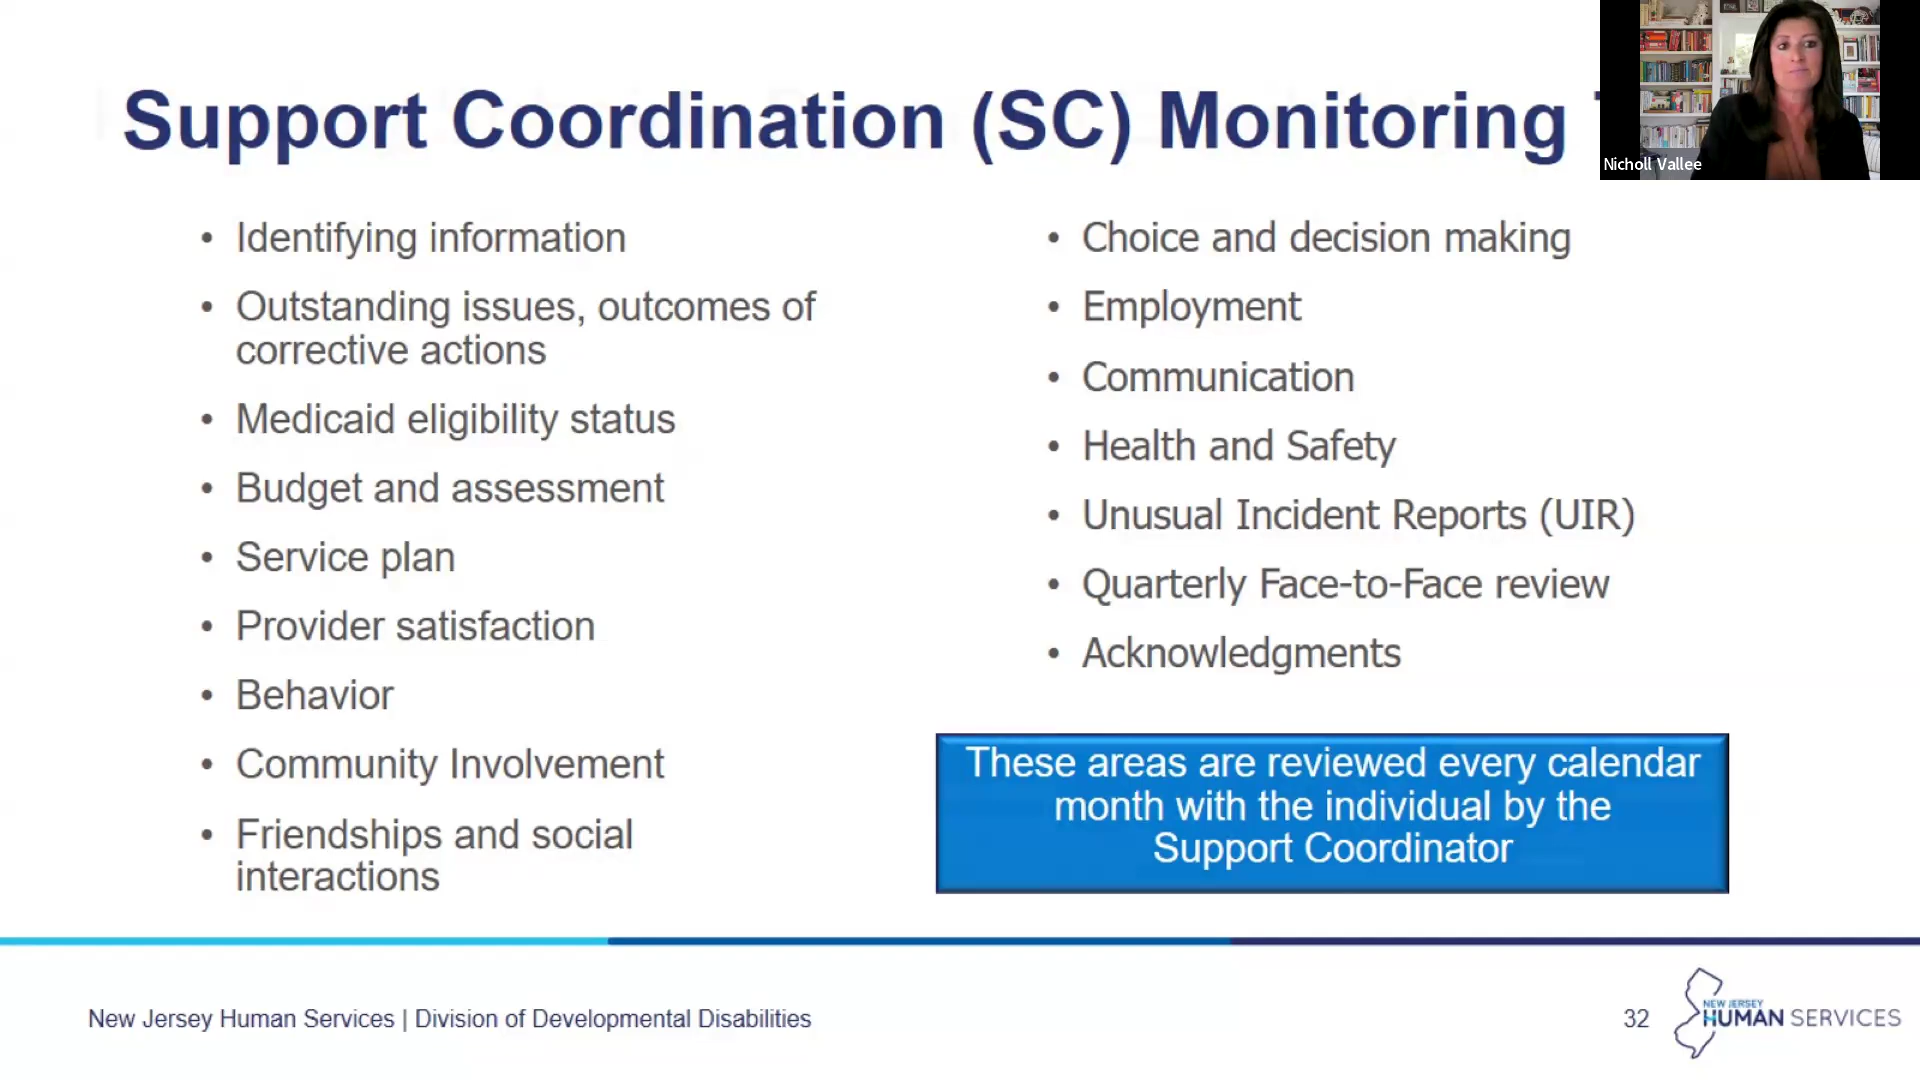 Support Coordination (SC) Monitoring
Nicholl Vallee
• Identifying information
• Outstanding issues, outcomes of
corrective actions
• Medicaid eligibility status
• Budget and assessment
• Service plan
• Provider satisfaction
• Behavior
• Community Involvement
• Friendships and social
interactions
• Choice and decision making
• Employment
• Communication
• Health and Safety
• Unusual Incident Reports (UIR)
• Quarterly Face-to-Face review
• Acknowledgments
These areas are reviewed every calendar
month with the individual by the
Support Coordinator
New Jersey Human Services | Division of Developmental Disabilities
32
NEW JERSEY
HUMAN SERVICES